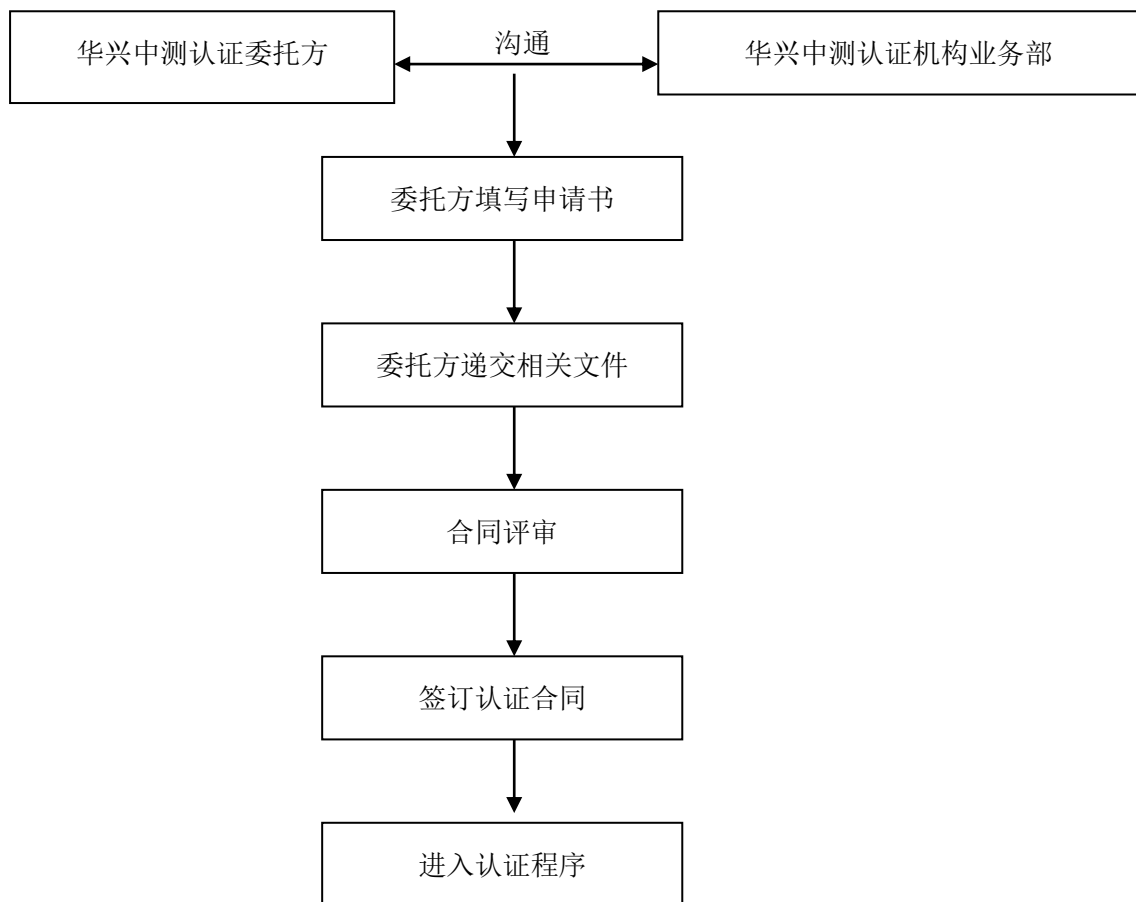 华兴中测认证委托方
沟通
华兴中测认证机构业务部
委托方填写申请书
委托方递交相关文件
合同评审
签订认证合同
进入认证程序